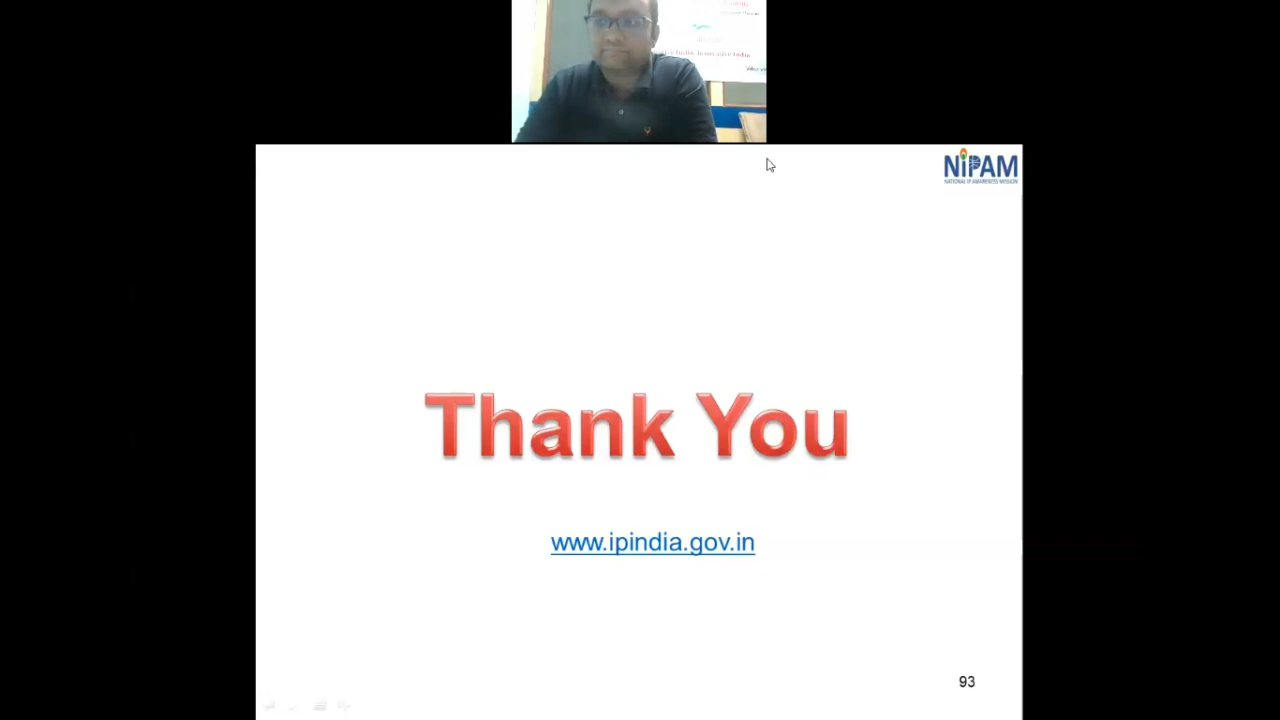 NiPAM
NATIONAL IP AWARENESS MISSION
Thank You
www.ipindia.gov.in
93